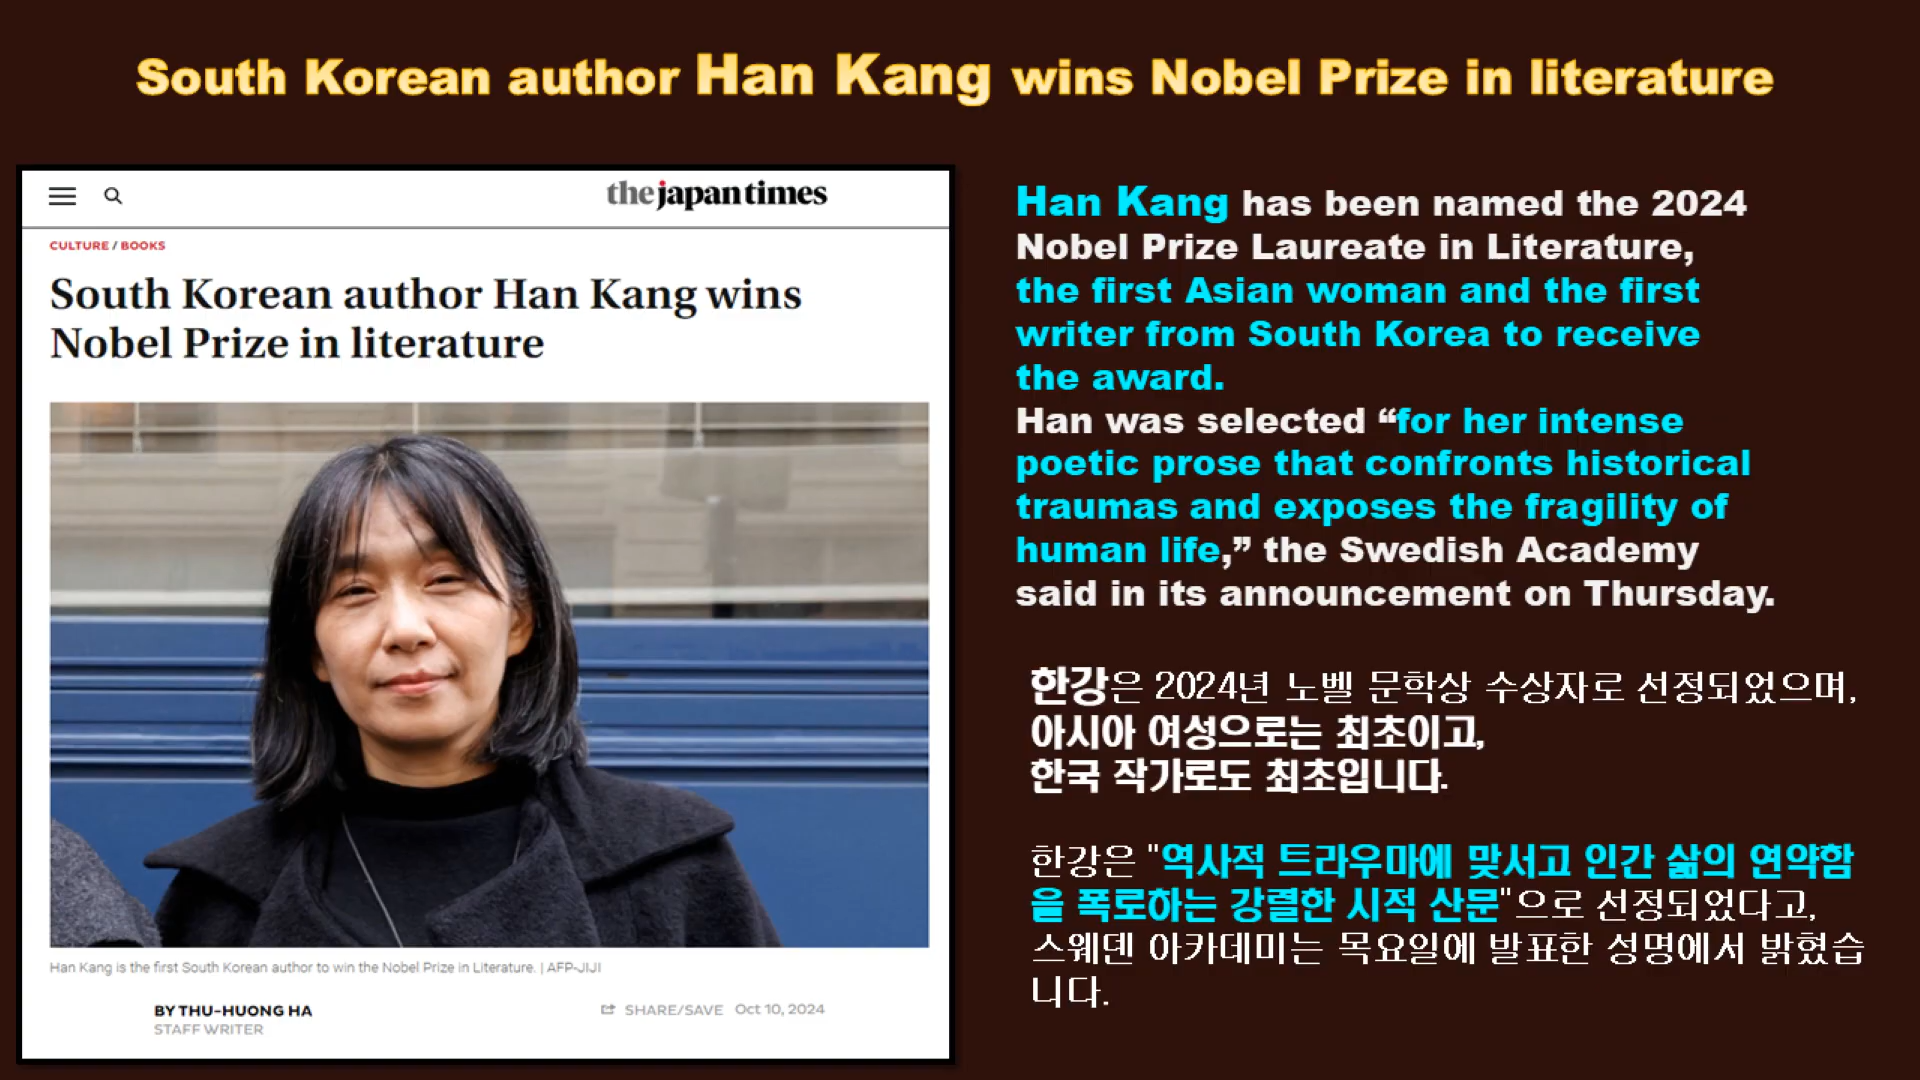 South Korean author Han Kang wins Nobel Prize in literature
the japan times
CULTURE / BOOKS
South Korean author Han Kang wins
Nobel Prize in literature
Han Kang is the first South Korean author to win the Nobel Prize in Literature. | AFP-JIJI
BY THU-HUONG HA
STAFF WRITER
SHARE/SAVE Oct 10, 2024
Han Kang has been named the 2024
Nobel Prize Laureate in Literature,
the first Asian woman and the first
writer from South Korea to receive
the award.
Han was selected “for her intense
poetic prose that confronts historical
traumas and exposes the fragility of
human life,” the Swedish Academy
said in its announcement on Thursday.
한강은 2024년 노벨 문학상 수상자로 선정되었으며,
아시아 여성으로는 최초이고,
한국 작가로도 최초입니다.
한강은 "역사적 트라우마에 맞서고 인간 삶의 연약함
을 폭로하는 강렬한 시적 산문"으로 선정되었다고,
스웨덴 아카데미는 목요일에 발표한 성명에서 밝혔습
니다.